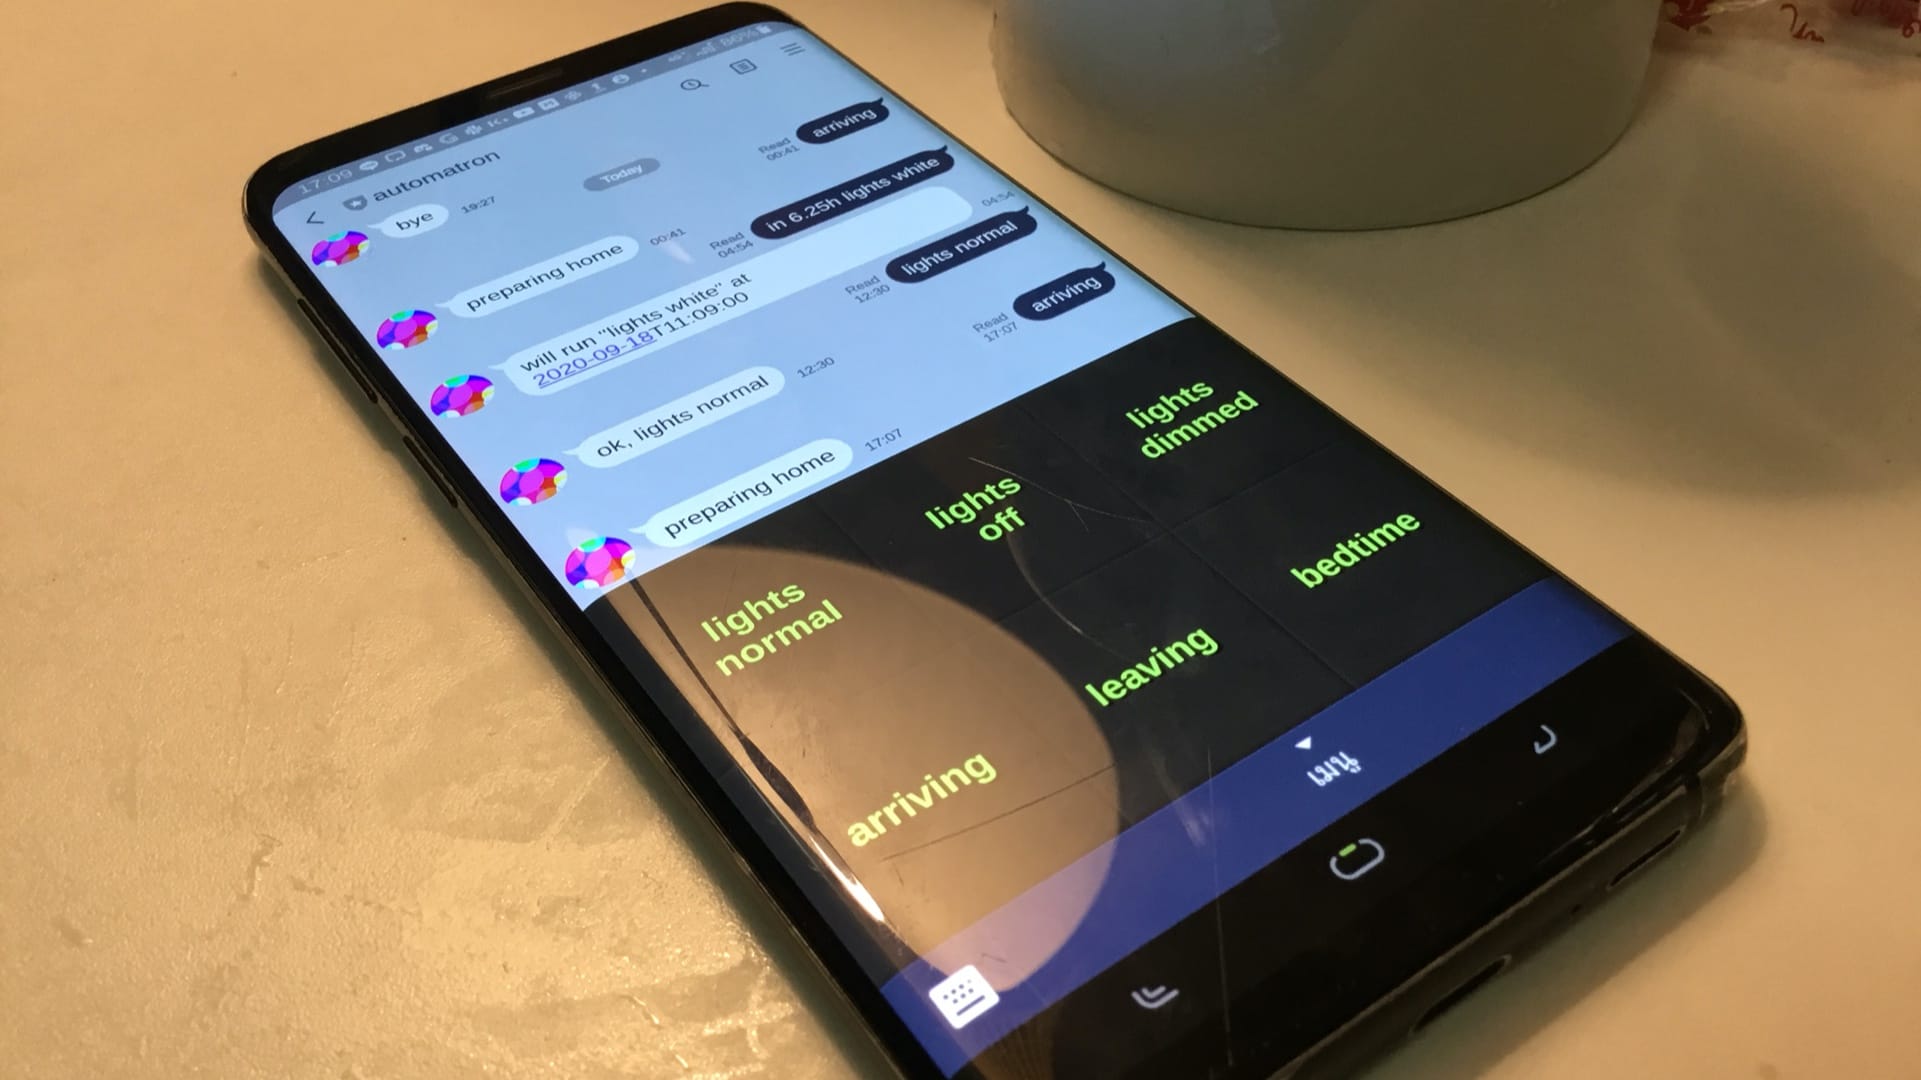 17:09
86%
automatron
bye
19:27
Today
Read
00:41
arriving
preparing home
00:41
Read
04:54
in 6.25h lights white
will run "lights white" at
2020-09-18T11:09:00
04:54
Read
12:30
lights normal
ok, lights normal
12:30
Read
17:07
arriving
preparing home
17:07
lights
normal
lights
off
lights
dimmed
arriving
leaving
bedtime
เมนู